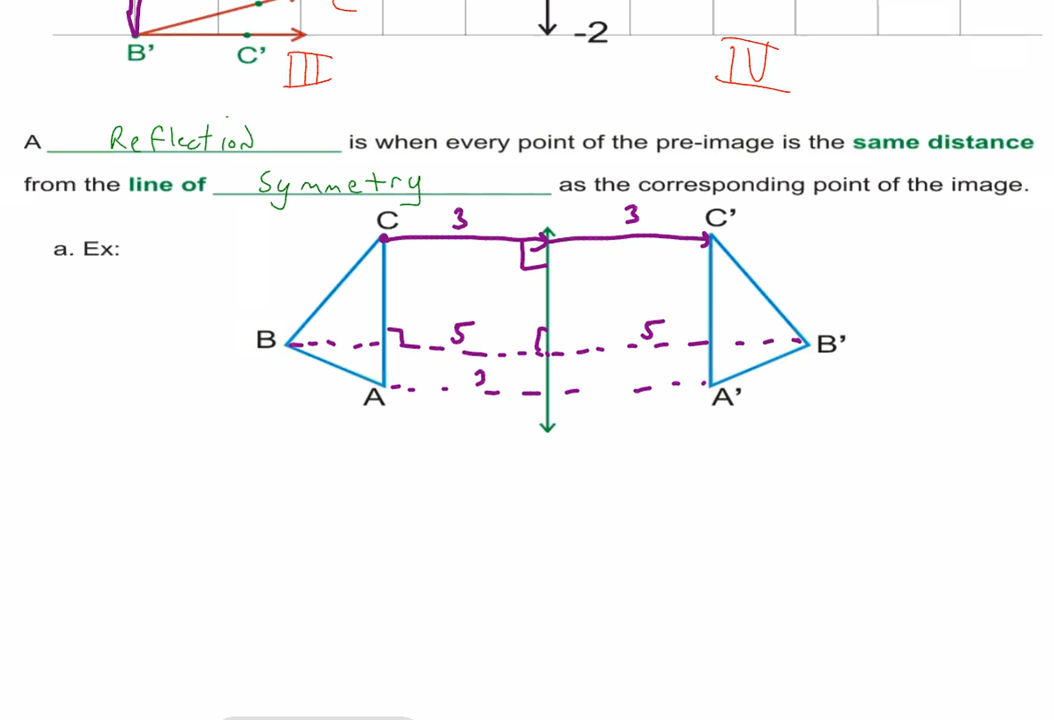 -2
B' C' III IV
A Reflection is when every point of the pre-image is the same distance
from the line of Symmetry as the corresponding point of the image.
C 3 3 C'
a. Ex:
B 5 5 B'
A A'